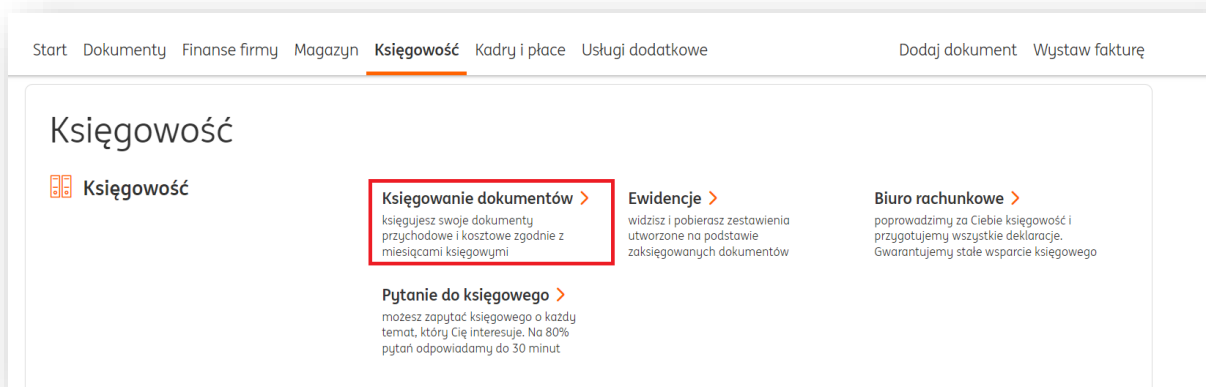 Start Dokumenty Finanse firmy Magazyn Księgowość Kadry i płace Usługi dodatkowe Dodaj dokument Wystaw fakturę
Księgowość
Księgowość
Księgowanie dokumentów >
księgujesz swoje dokumenty
przychodowe i kosztowe zgodnie z
miesiącami księgowymi
Ewidencje >
widzisz i pobierasz zestawienia
utworzone na podstawie
zaksięgowanych dokumentów
Biuro rachunkowe >
poprowadzimy za Ciebie księgowość i
przygotujemy wszystkie deklaracje.
Gwarantujemy stałe wsparcie księgowego
Pytanie do księgowego >
możesz zapytać księgowego o każdy
temat, który Cię interesuje. Na 80%
pytań odpowiadamy do 30 minut